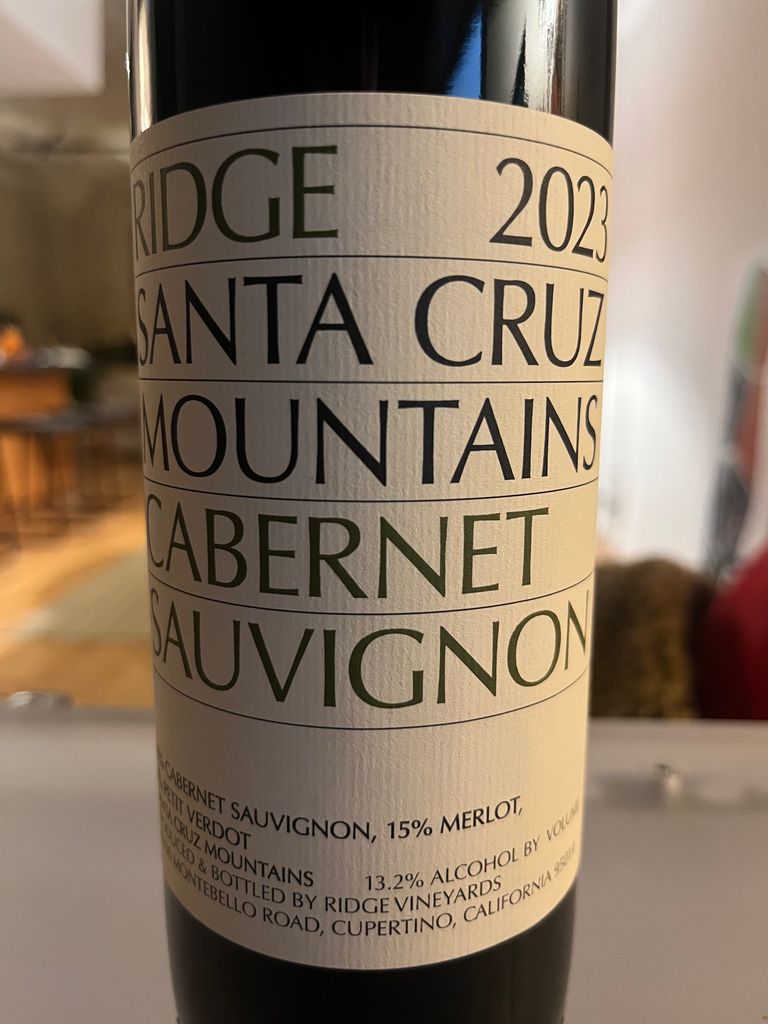 RIDGE 2023
SANTA CRUZ
MOUNTAINS
CABERNET
SAUVIGNON
% CABERNET SAUVIGNON, 15% MERLOT,
PETIT VERDOT
CRUZ MOUNTAINS 13.2% ALCOHOL BY VOLUME
& BOTTLED BY RIDGE VINEYARDS
MONTEBELLO ROAD, CUPERTINO, CALIFORNIA 95014